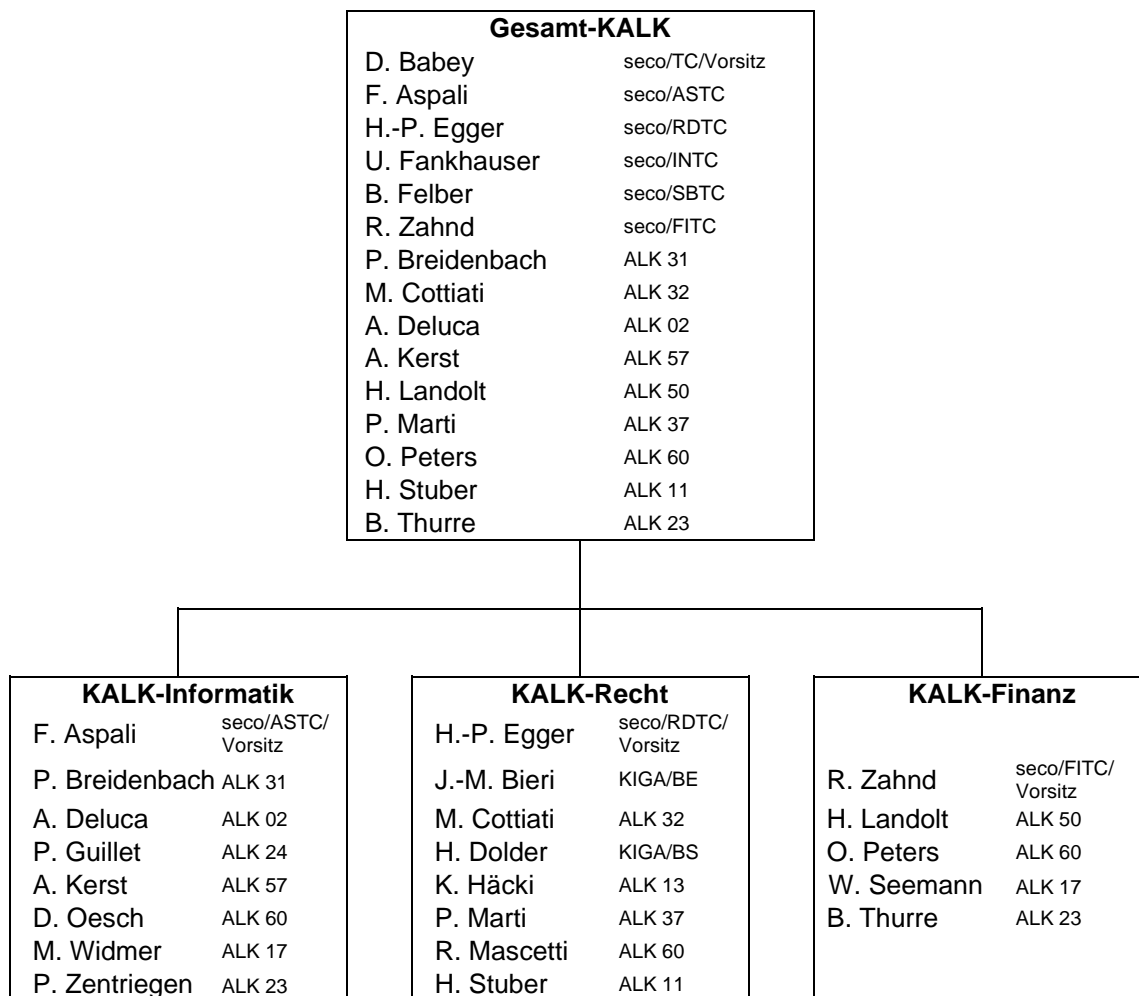 Gesamt-KALK
D. Babey seco/TC/Vorsitz
F. Aspali seco/ASTC
H.-P. Egger seco/RDTC
U. Fankhauser seco/INTC
B. Felber seco/SBTC
R. Zahnd seco/FITC
P. Breidenbach ALK 31
M. Cottiati ALK 32
A. Deluca ALK 02
A. Kerst ALK 57
H. Landolt ALK 50
P. Marti ALK 37
O. Peters ALK 60
H. Stuber ALK 11
B. Thurre ALK 23
KALK-Informatik
F. Aspali seco/ASTC/
Vorsitz
P. Breidenbach ALK 31
A. Deluca ALK 02
P. Guillet ALK 24
A. Kerst ALK 57
D. Oesch ALK 60
M. Widmer ALK 17
P. Zentriegen ALK 23
KALK-Recht
H.-P. Egger seco/RDTC/
Vorsitz
J.-M. Bieri KIGA/BE
M. Cottiati ALK 32
H. Dolder KIGA/BS
K. Häcki ALK 13
P. Marti ALK 37
R. Mascetti ALK 60
H. Stuber ALK 11
KALK-Finanz
R. Zahnd seco/FITC/
Vorsitz
H. Landolt ALK 50
O. Peters ALK 60
W. Seemann ALK 17
B. Thurre ALK 23